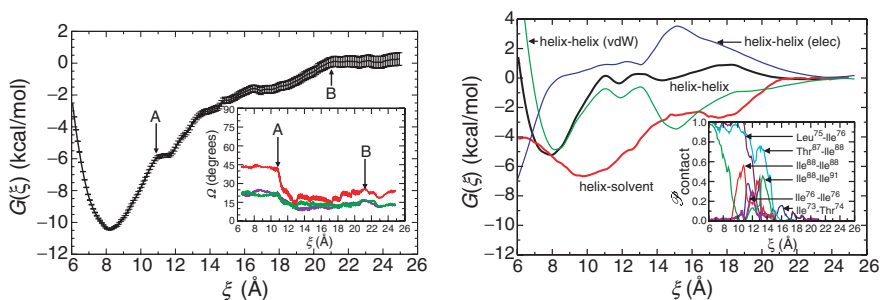 2
0
−2
−4
−6
−8
−10
−12
G(ξ) (kcal/mol)
A
B
90
75
60
45
30
15
0
Ω (degrees)
A
B
6 8 10 12 14 16 18 20 22 24 26
ξ (Å)
6 8 10 12 14 16 18 20 22 24 26
ξ (Å)
4
2
0
−2
−4
−6
−8
−10
−12
G(ξ) (kcal/mol)
helix-helix (vdW)
helix-helix (elec)
helix-helix
helix-solvent
1.0
0.8
0.6
0.4
0.2
0.0
𝒫contact
Leu75-Ile76
Thr87-Ile88
Ile88-Ile88
Ile88-Ile91
Ile76-Ile76
Ile73-Thr74
6 8 10 12 14 16 18 20 22 24 26
ξ (Å)
6 8 10 12 14 16 18 20 22 24 26
ξ (Å)